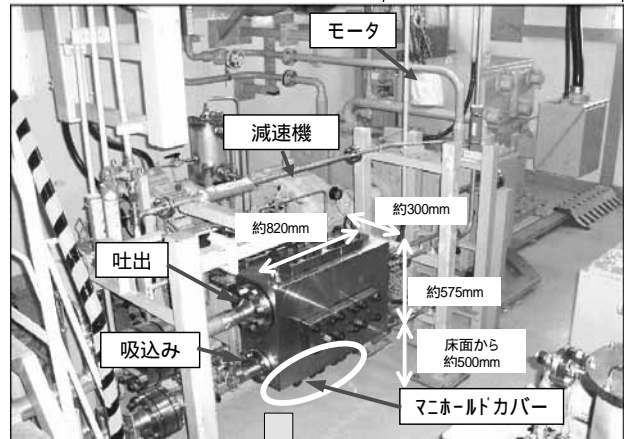 モータ
減速機
約300mm
約820mm
吐出
約575mm
吸込み
床面から
約500mm
マニホールドカバー